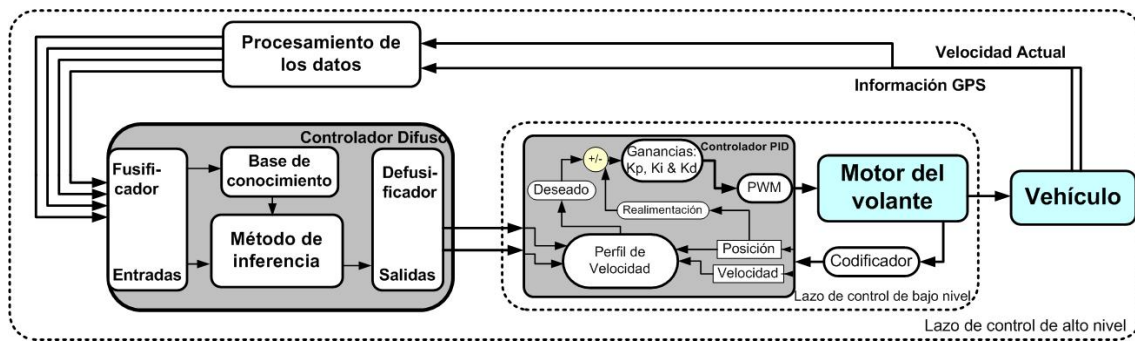 Procesamiento de
los datos
Velocidad Actual
Información GPS
Controlador Difuso
Fusifi-
cador
Entradas
Base de
conocimiento
Método de
inferencia
Defusi-
ficador
Salidas
Controlador PID
+/-
Ganancias:
Kp, Ki & Kd
Deseado
PWM
Realimentación
Perfil de
Velocidad
Posición
Velocidad
Motor del
volante
Vehículo
Codificador
Lazo de control de bajo nivel
Lazo de control de alto nivel